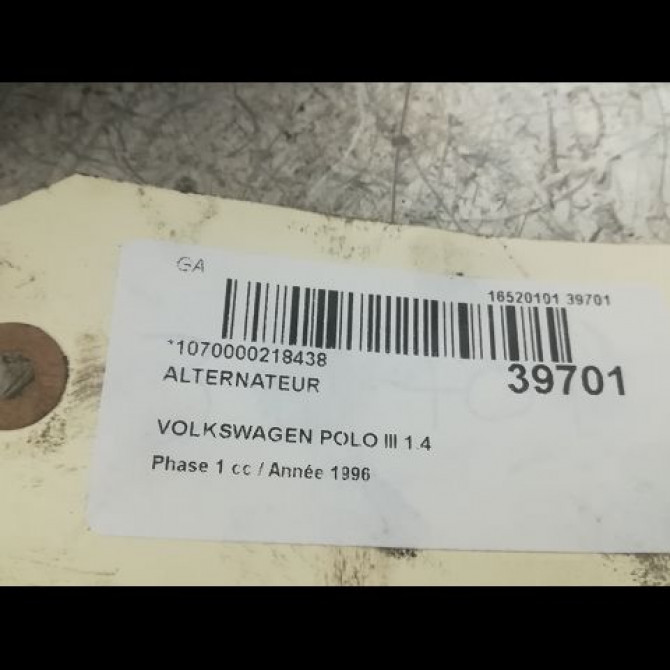 GA
16520101 39701
*1070000218438
39701
ALTERNATEUR
VOLKSWAGEN POLO III 1.4
Phase 1 cc / Année 1996